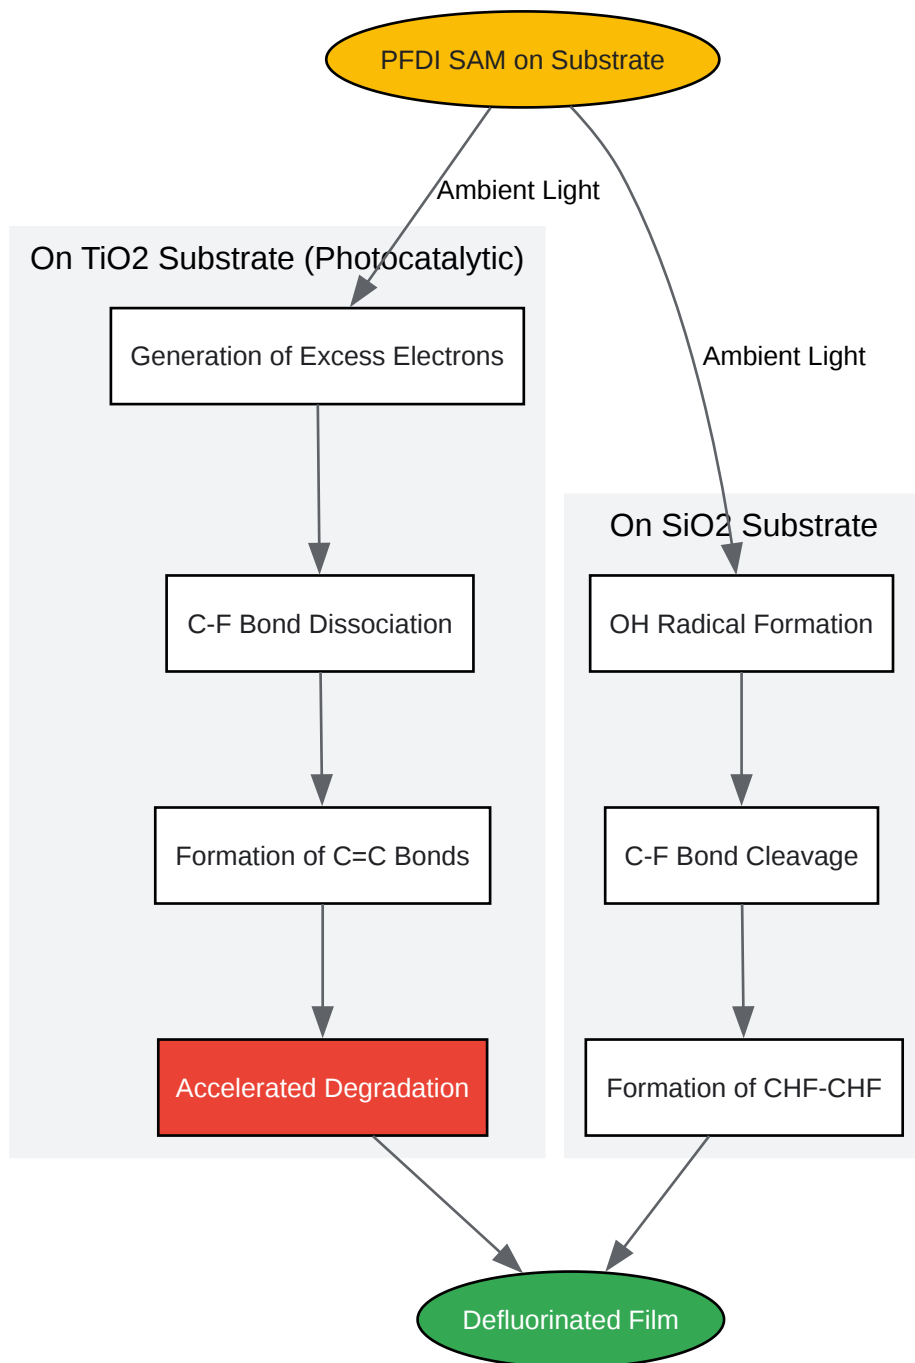 PFDI SAM on Substrate
Ambient Light
On TiO2 Substrate (Photocatalytic)
Generation of Excess Electrons
Ambient Light
On SiO2 Substrate
C-F Bond Dissociation
OH Radical Formation
Formation of C=C Bonds
C-F Bond Cleavage
Accelerated Degradation
Formation of CHF-CHF
Defluorinated Film